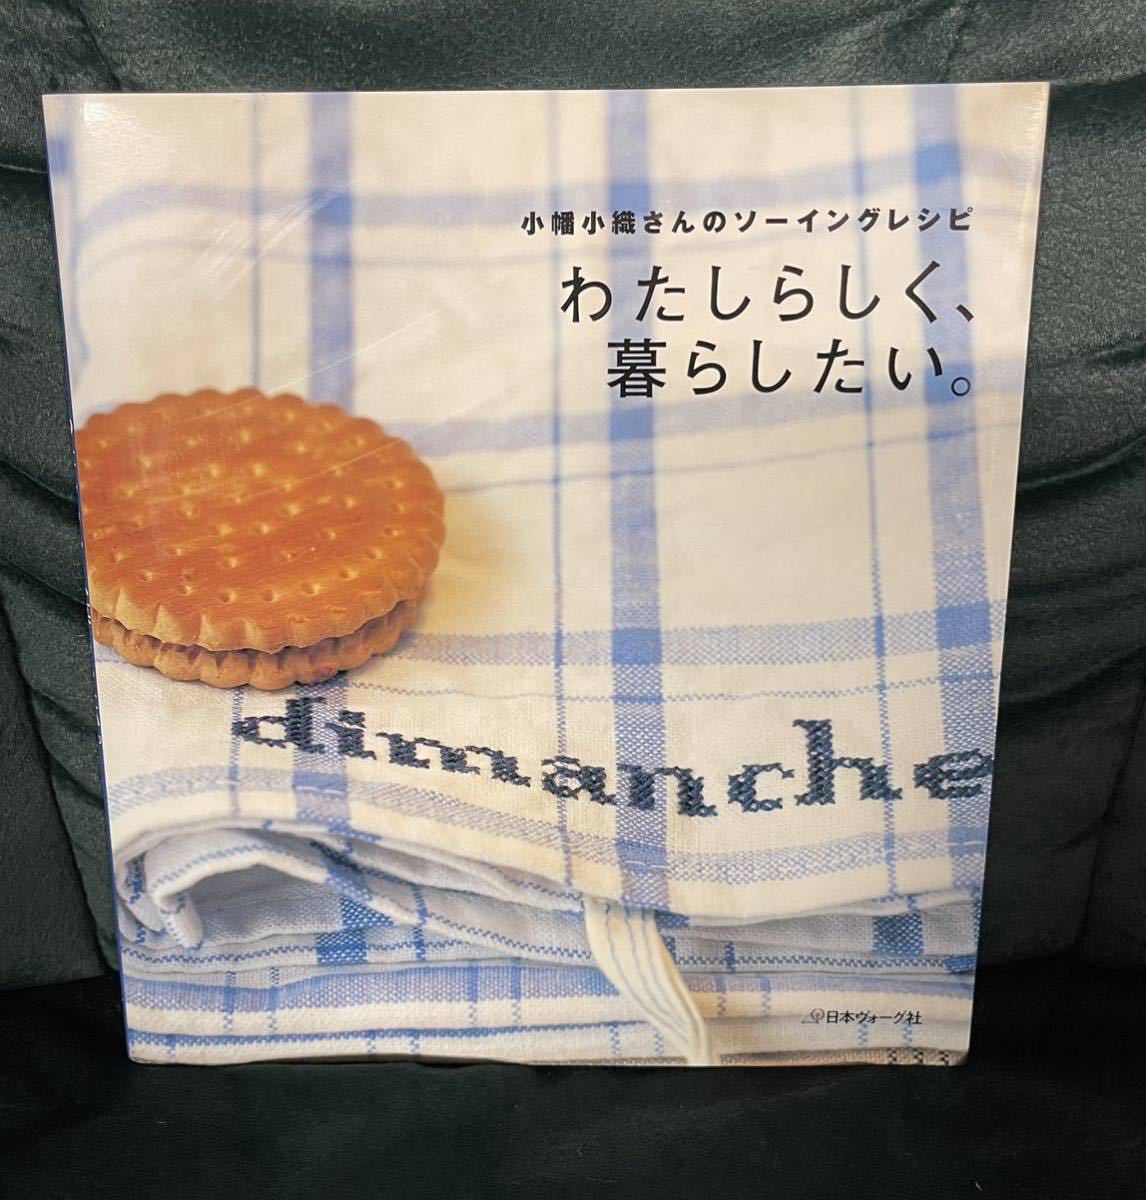 小幡小織さんのソーイングレシピ
わたしらしく、
暮らしたい。
dimanche
日本ヴォーグ社